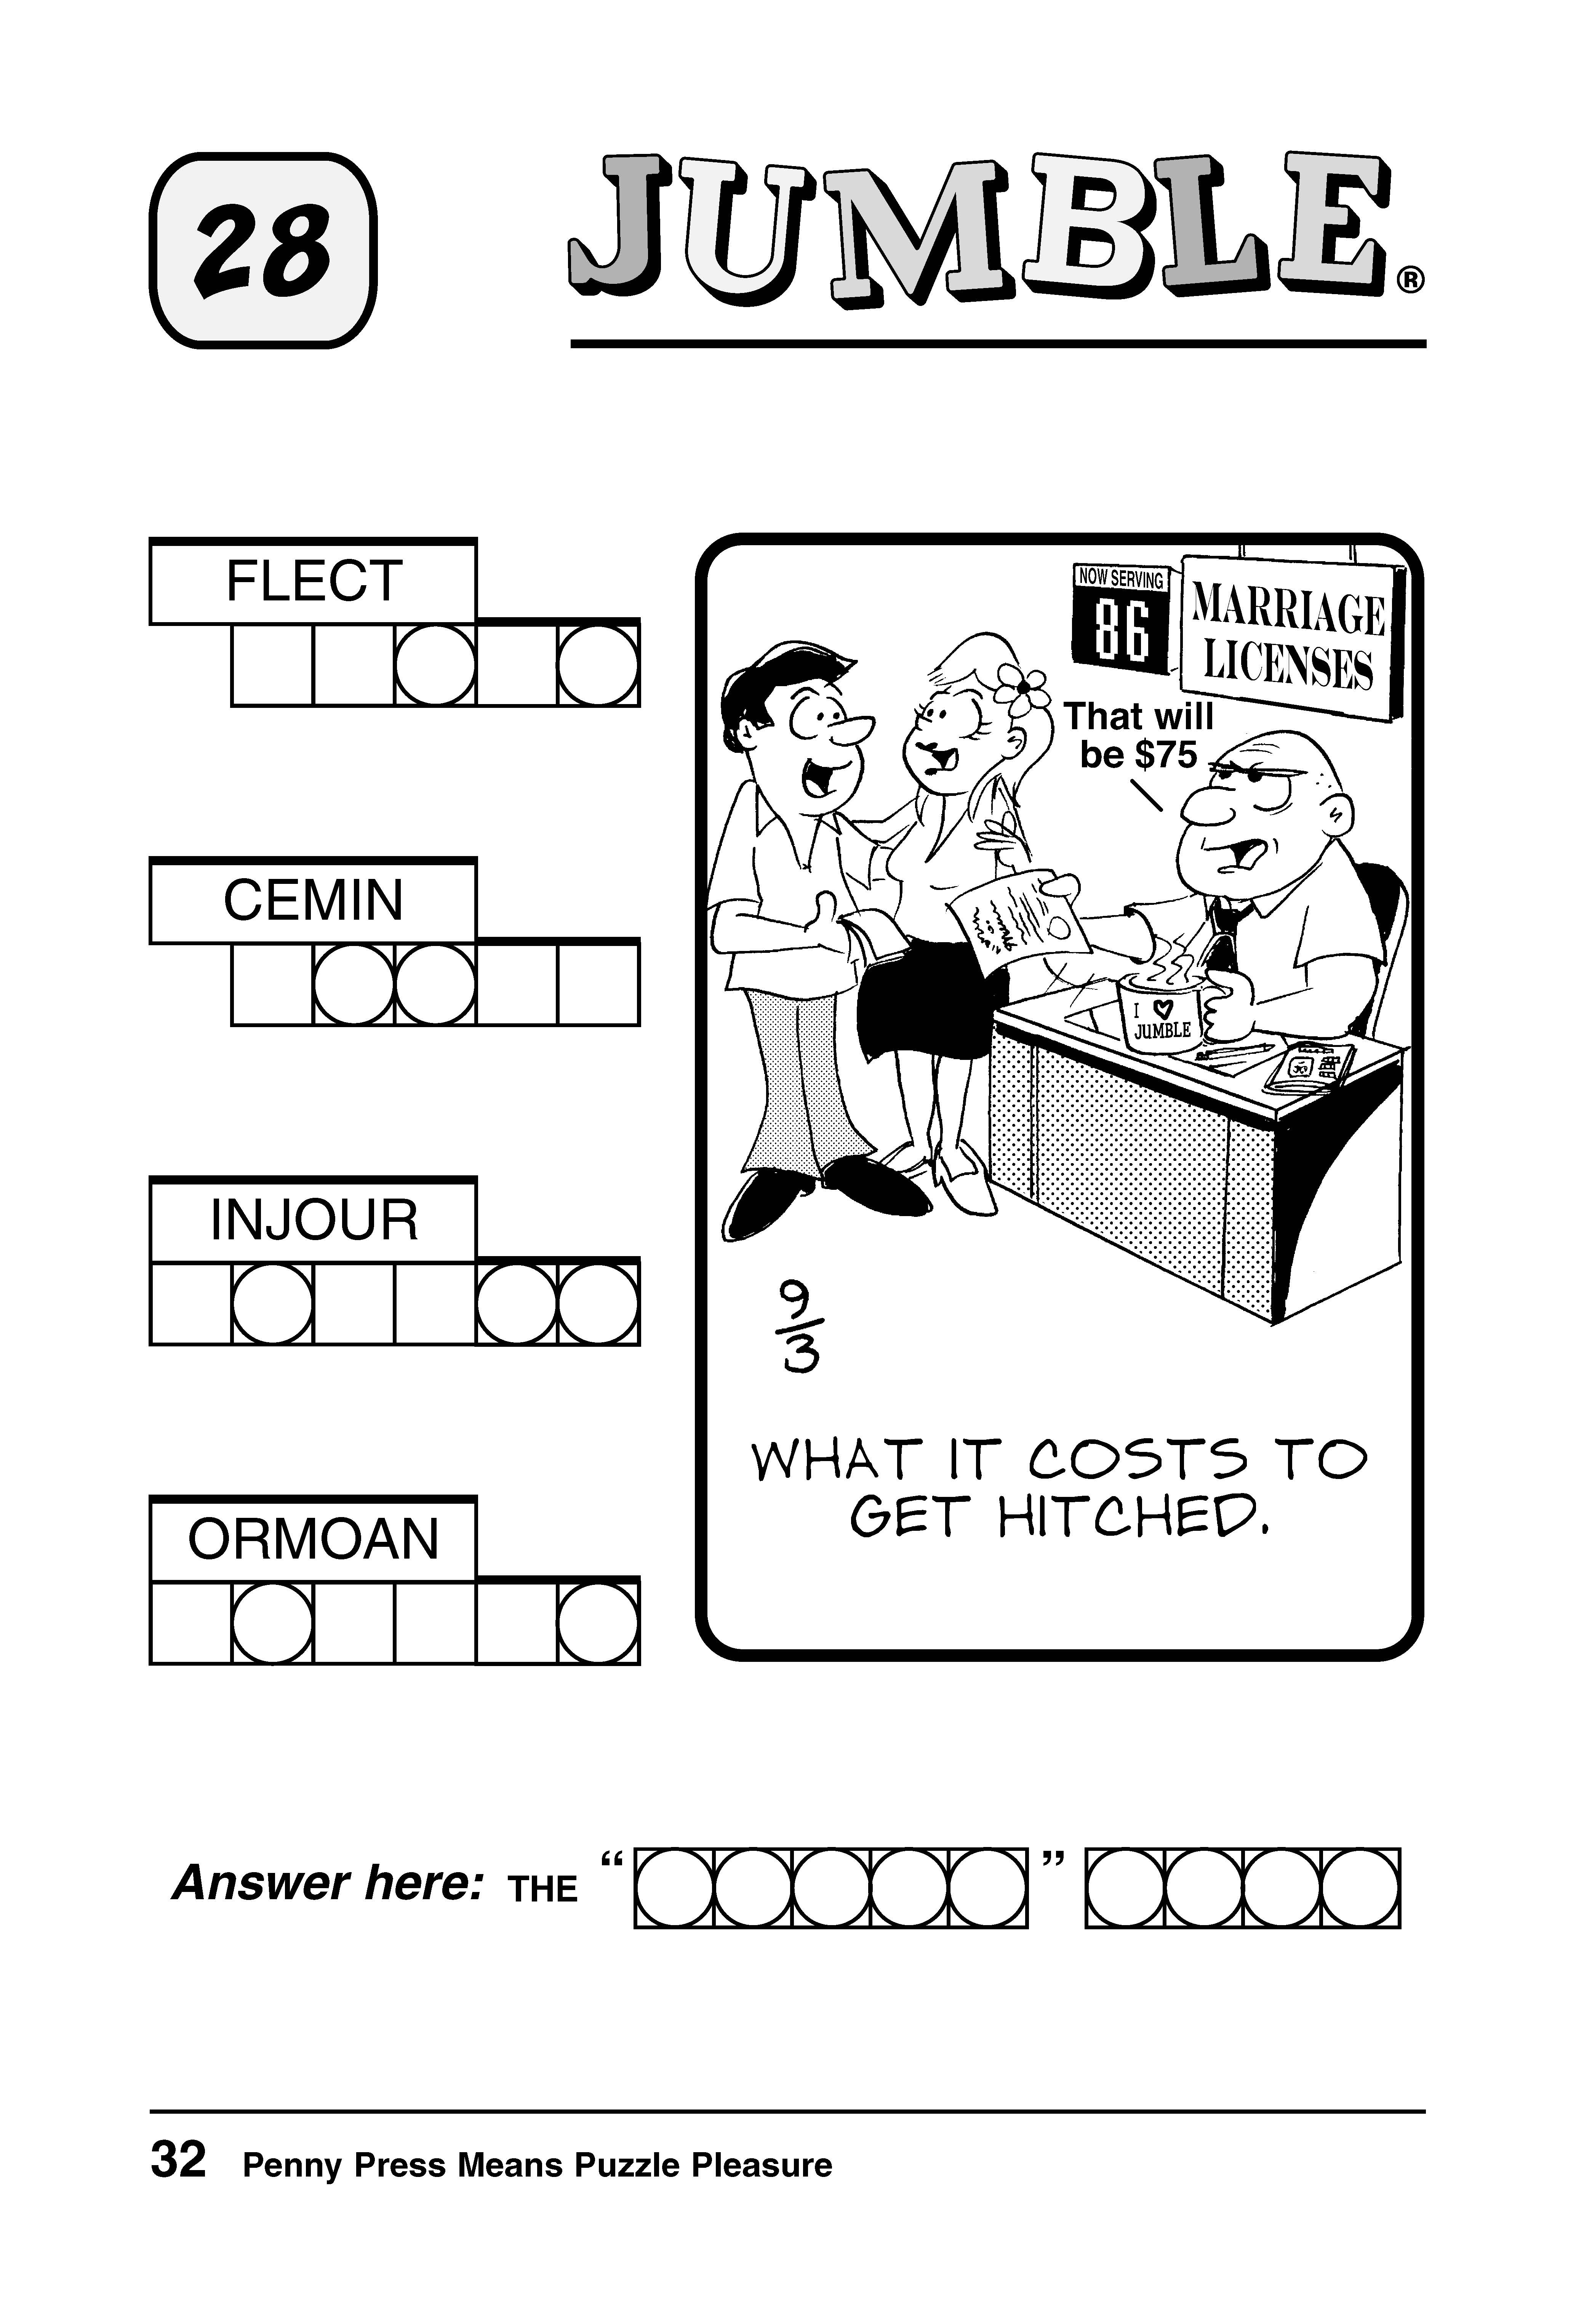 28
JUMBLE®
FLECT
CEMIN
INJOUR
ORMOAN
NOW SERVING
86
MARRIAGE
LICENSES
That will
be $75
I ♥
JUMBLE
9
3
WHAT IT COSTS TO
GET HITCHED.
Answer here: THE “ ”
32 Penny Press Means Puzzle Pleasure